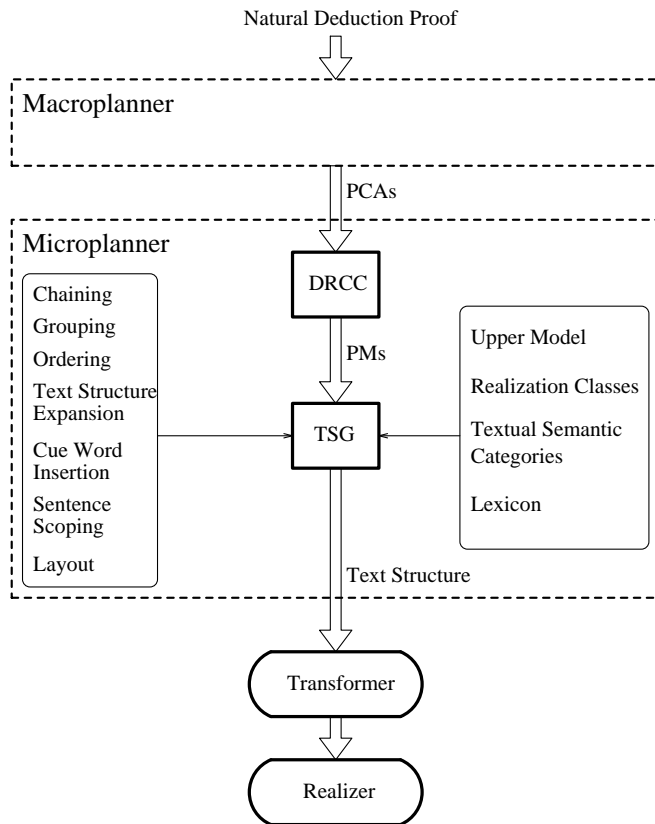 Natural Deduction Proof
Macroplanner
PCAs
Microplanner
DRCC
Chaining
Grouping
Ordering
Text Structure
Expansion
Cue Word
Insertion
Sentence
Scoping
Layout
PMs
TSG
Upper Model
Realization Classes
Textual Semantic
Categories
Lexicon
Text Structure
Transformer
Realizer